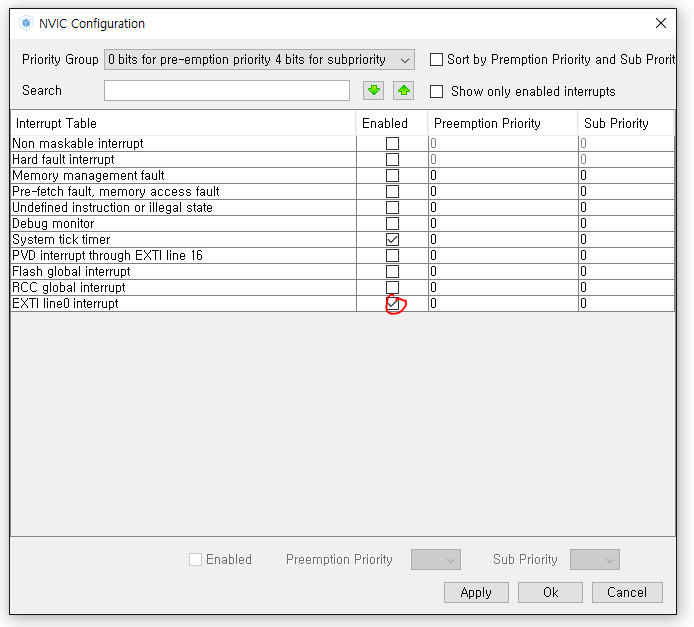 NVIC Configuration
Priority Group 0 bits for pre-emption priority 4 bits for subpriority Sort by Premption Priority and Sub Prorit
Search Show only enabled interrupts
Interrupt Table Enabled Preemption Priority Sub Priority
Non maskable interrupt 0 0
Hard fault interrupt 0 0
Memory management fault 0 0
Pre-fetch fault, memory access fault 0 0
Undefined instruction or illegal state 0 0
Debug monitor 0 0
System tick timer 0 0
PVD interrupt through EXTI line 16 0 0
Flash global interrupt 0 0
RCC global interrupt 0 0
EXTI line0 interrupt 0 0
Enabled Preemption Priority Sub Priority
Apply Ok Cancel